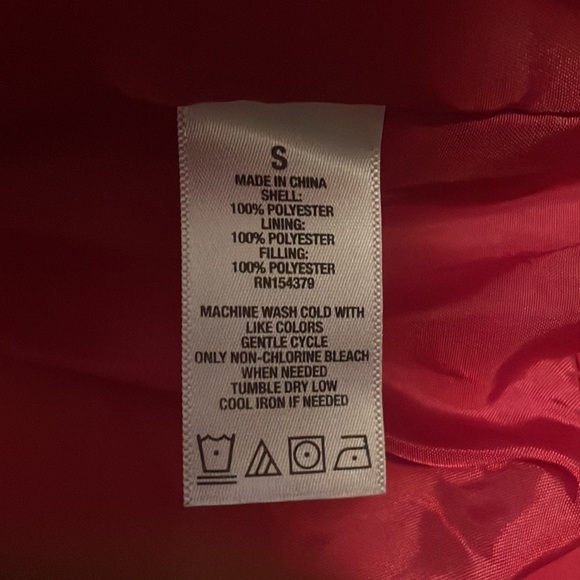 S
MADE IN CHINA
SHELL:
100% POLYESTER
LINING:
100% POLYESTER
FILLING:
100% POLYESTER
RN154379
MACHINE WASH COLD WITH
LIKE COLORS
GENTLE CYCLE
ONLY NON-CHLORINE BLEACH
WHEN NEEDED
TUMBLE DRY LOW
COOL IRON IF NEEDED